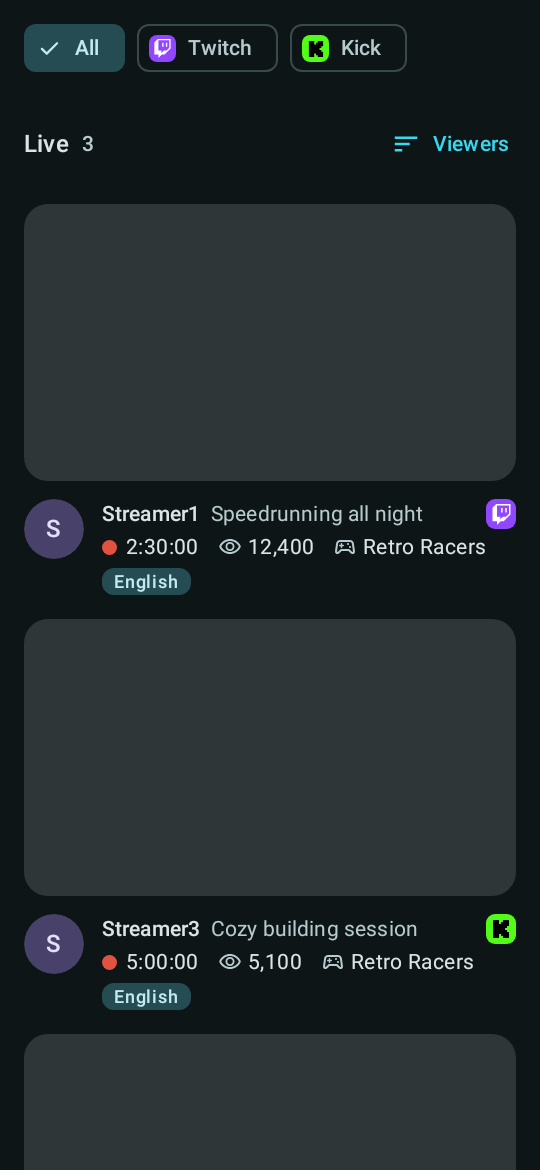 All Twitch Kick
Live 3 Viewers
S Streamer1 Speedrunning all night
2:30:00 12,400 Retro Racers
English
S Streamer3 Cozy building session
5:00:00 5,100 Retro Racers
English